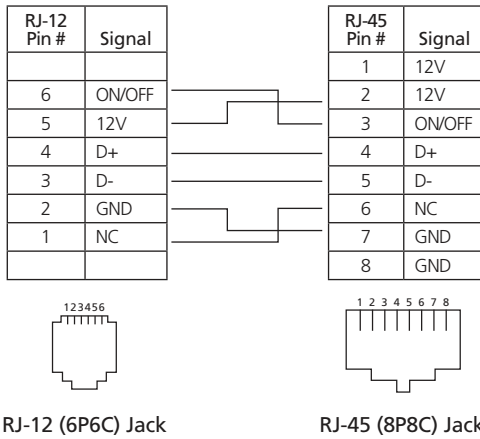 RJ-12
Pin # Signal
6 ON/OFF
5 12V
4 D+
3 D-
2 GND
1 NC
RJ-45
Pin # Signal
1 12V
2 12V
3 ON/OFF
4 D+
5 D-
6 NC
7 GND
8 GND
123456
1 2 3 4 5 6 7 8
RJ-12 (6P6C) Jack
RJ-45 (8P8C) Jack